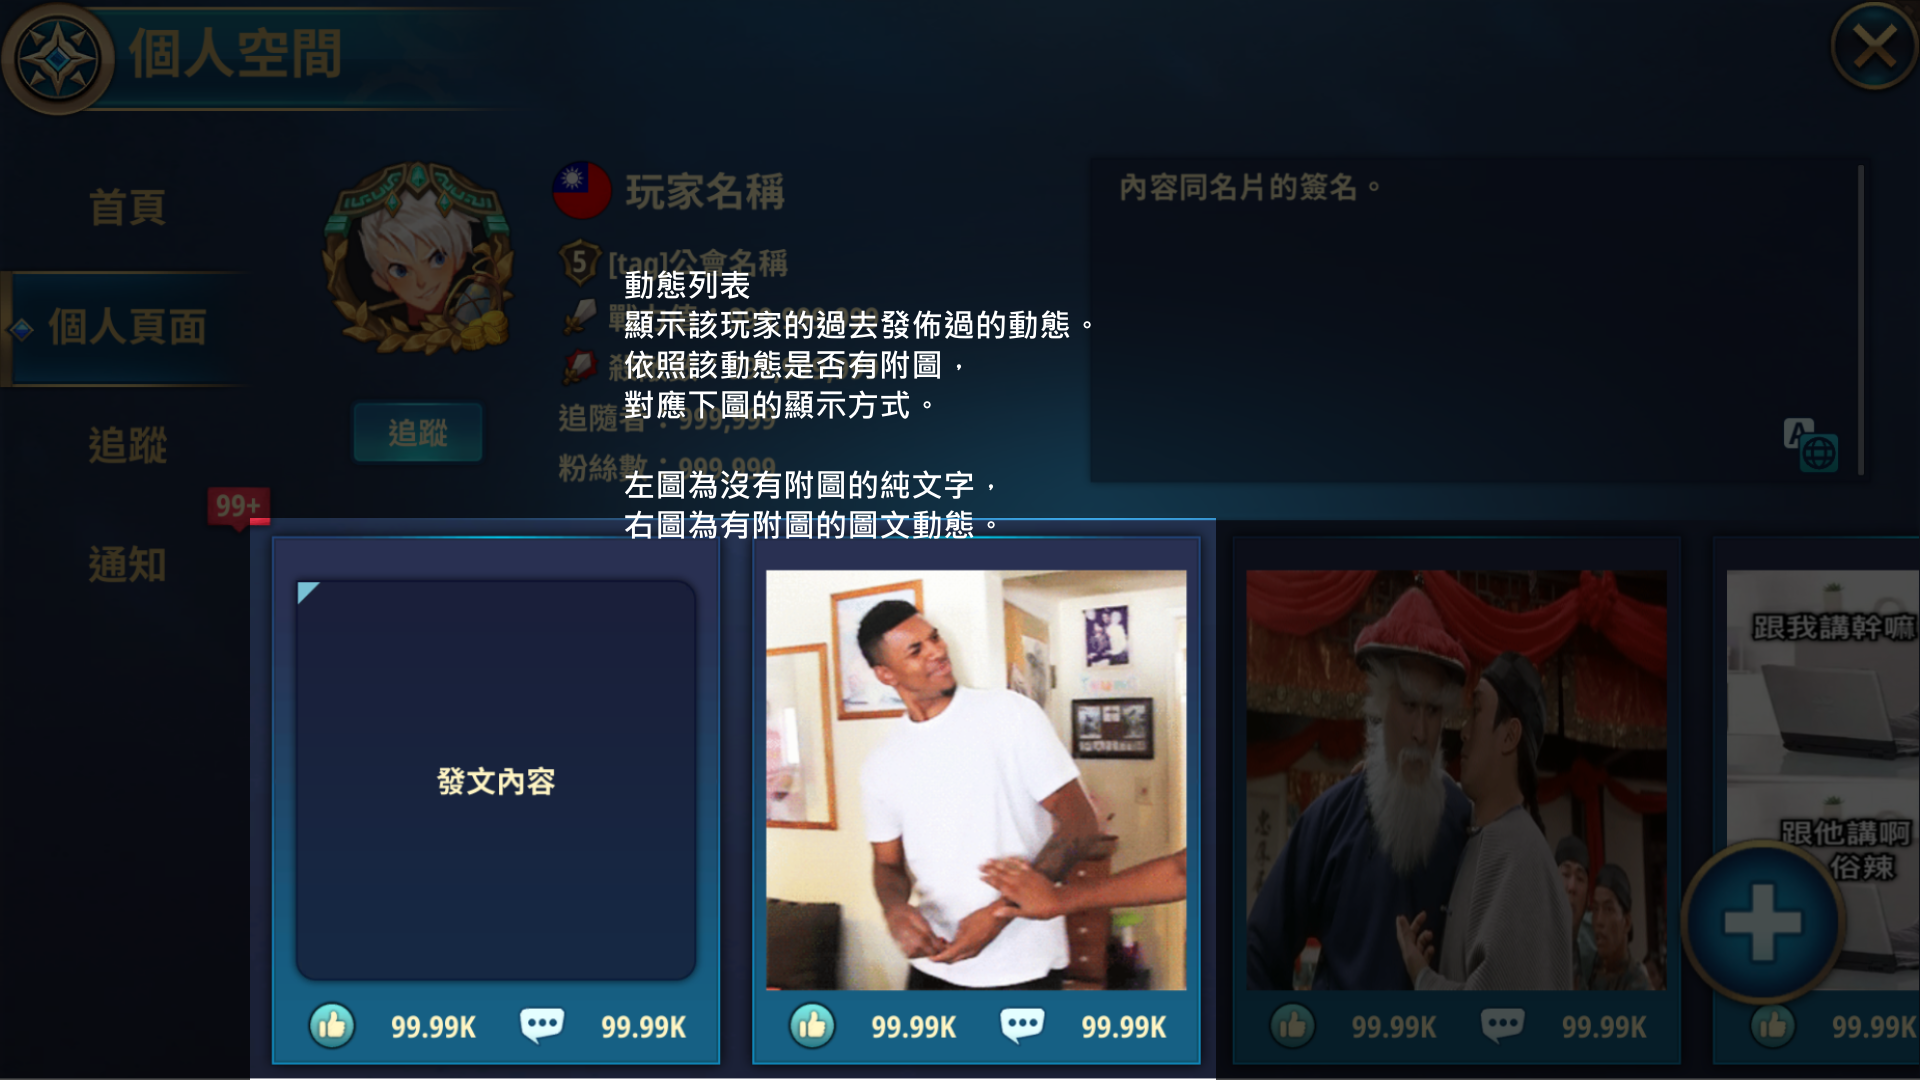 個人空間
首頁
個人頁面
追蹤
99+
通知
玩家名稱
5 [tag]公會名稱
追蹤
追隨者：999,999
粉絲數：999,999
內容同名片的簽名。
A
動態列表
顯示該玩家的過去發佈過的動態。
依照該動態是否有附圖，
對應下圖的顯示方式。
左圖為沒有附圖的純文字，
右圖為有附圖的圖文動態。
發文內容
99.99K 99.99K
99.99K 99.99K
99.99K 99.99K
跟我講幹嘛
跟他講啊
俗辣
99.99K